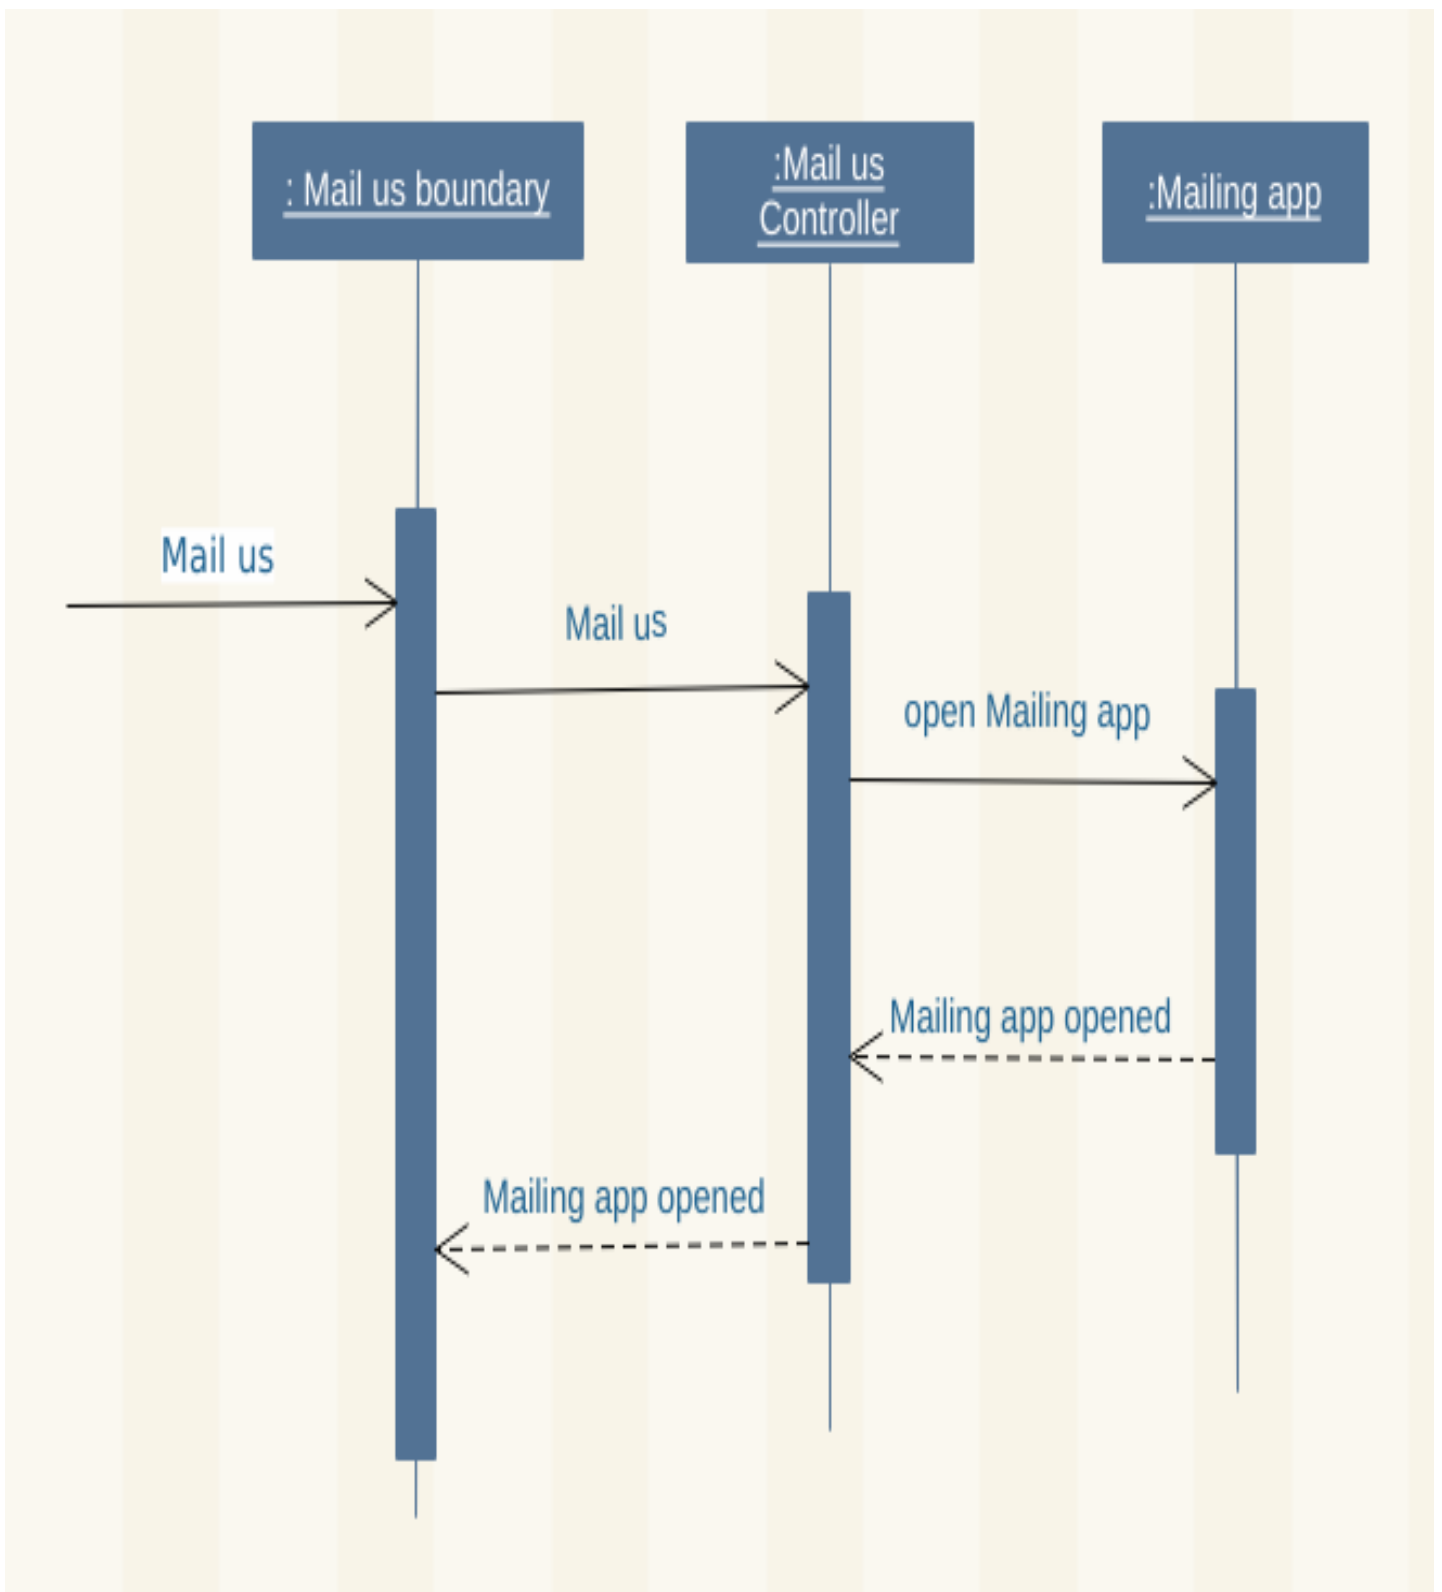 : Mail us boundary
:Mail us
Controller
:Mailing app
Mail us
Mail us
open Mailing app
Mailing app opened
Mailing app opened